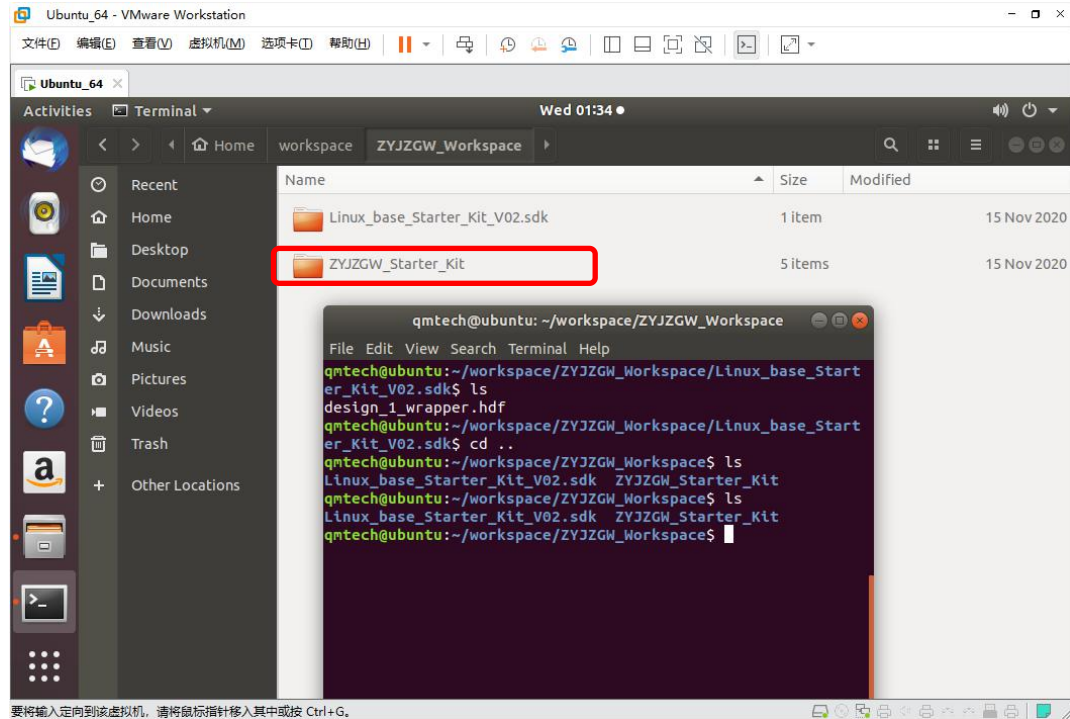 Ubuntu_64 - VMware Workstation
文件(F) 编辑(E) 查看(V) 虚拟机(M) 选项卡(T) 帮助(H)
Ubuntu_64
Activities Terminal Wed 01:34
Home workspace ZYJZGW_Workspace
Name Size Modified
Recent
Home
Desktop
Documents
Downloads
Music
Pictures
Videos
Trash
Other Locations
Linux_base_Starter_Kit_V02.sdk 1 item 15 Nov 2020
ZYJZGW_Starter_Kit 5 items 15 Nov 2020
qmtech@ubuntu: ~/workspace/ZYJZGW_Workspace
File Edit View Search Terminal Help
qmtech@ubuntu:~/workspace/ZYJZGW_Workspace/Linux_base_Start
er_Kit_V02.sdk$ ls
design_1_wrapper.hdf
qmtech@ubuntu:~/workspace/ZYJZGW_Workspace/Linux_base_Start
er_Kit_V02.sdk$ cd ..
qmtech@ubuntu:~/workspace/ZYJZGW_Workspace$ ls
Linux_base_Starter_Kit_V02.sdk ZYJZGW_Starter_Kit
qmtech@ubuntu:~/workspace/ZYJZGW_Workspace$ ls
Linux_base_Starter_Kit_V02.sdk ZYJZGW_Starter_Kit
qmtech@ubuntu:~/workspace/ZYJZGW_Workspace$
要将输入定向到该虚拟机，请将鼠标指针移入其中或按 Ctrl+G。